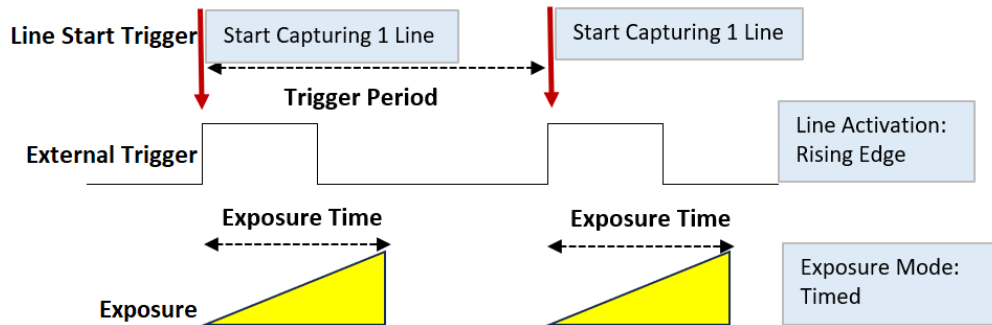 Line Start Trigger
Start Capturing 1 Line
Start Capturing 1 Line
Trigger Period
External Trigger
Line Activation:
Rising Edge
Exposure Time
Exposure Time
Exposure
Exposure Mode:
Timed